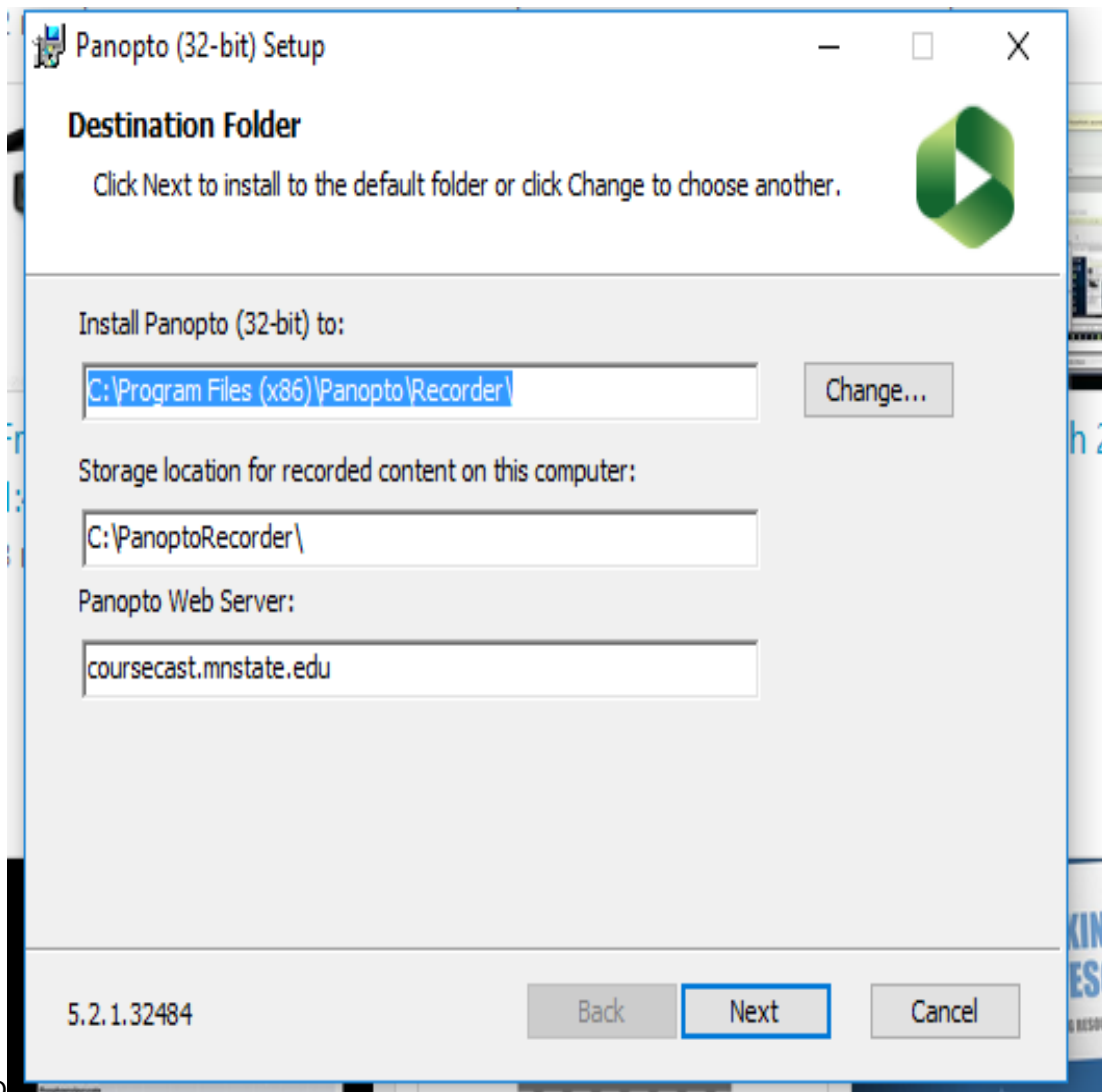 Panopto (32-bit) Setup
Destination Folder
Click Next to install to the default folder or click Change to choose another.
Install Panopto (32-bit) to:
C:\Program Files (x86)\Panopto\Recorder\
Change...
Storage location for recorded content on this computer:
C:\PanoptoRecorder\
Panopto Web Server:
coursecast.mnstate.edu
5.2.1.32484
Back
Next
Cancel